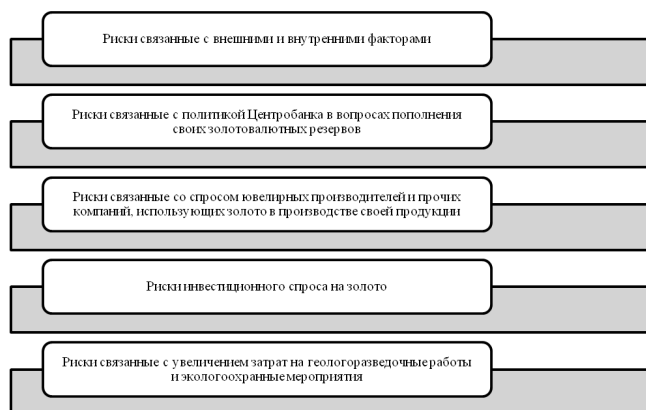 Риски связанные с внешними и внутренними факторами
Риски связанные с политикой Центробанка в вопросах пополнения
своих золотовалютных резервов
Риски связанные со спросом ювелирных производителей и прочих
компаний, использующих золото в производстве своей продукции
Риски инвестиционного спроса на золото
Риски связанные с увеличением затрат на геологоразведочные работы
и экологоохранные мероприятия